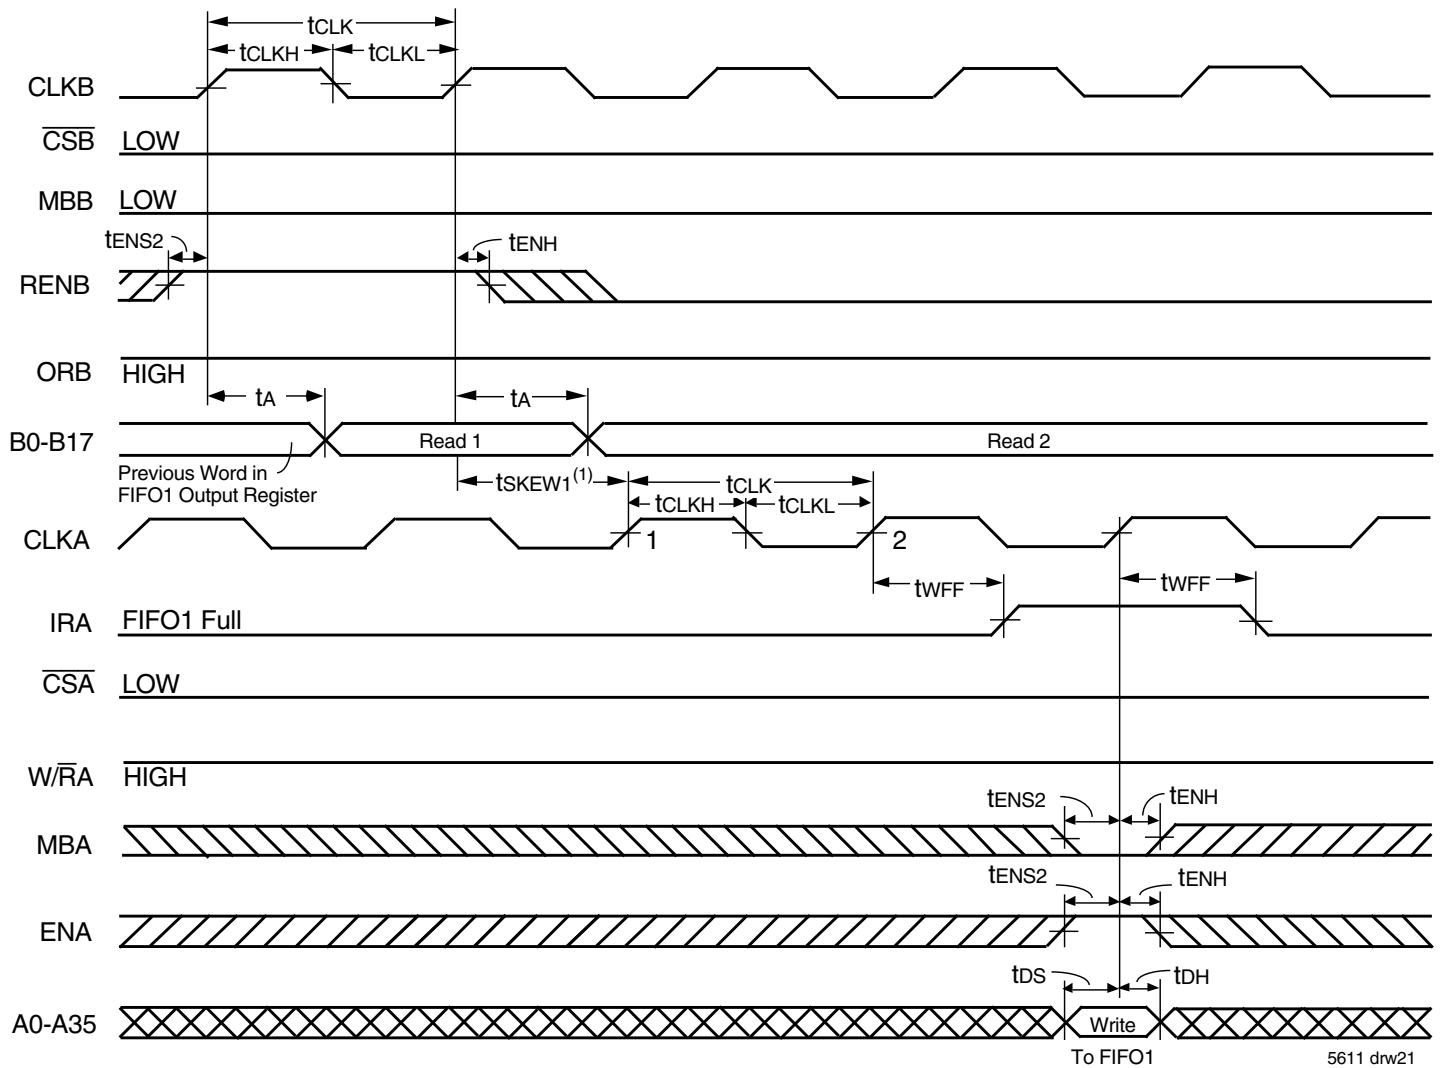 tCLK
tCLKH tCLKL
CLKB
CSB LOW
MBB LOW
tENS2 tENH
RENB
ORB HIGH
tA tA
B0-B17 Read 1 Read 2
Previous Word in
FIFO1 Output Register
tSKEW1(1) tCLK
tCLKH tCLKL
CLKA 1 2
tWFF tWFF
IRA FIFO1 Full
CSA LOW
W/RA HIGH
tENS2 tENH
MBA
tENS2 tENH
ENA
tDS tDH
A0-A35 Write
To FIFO1
5611 drw21